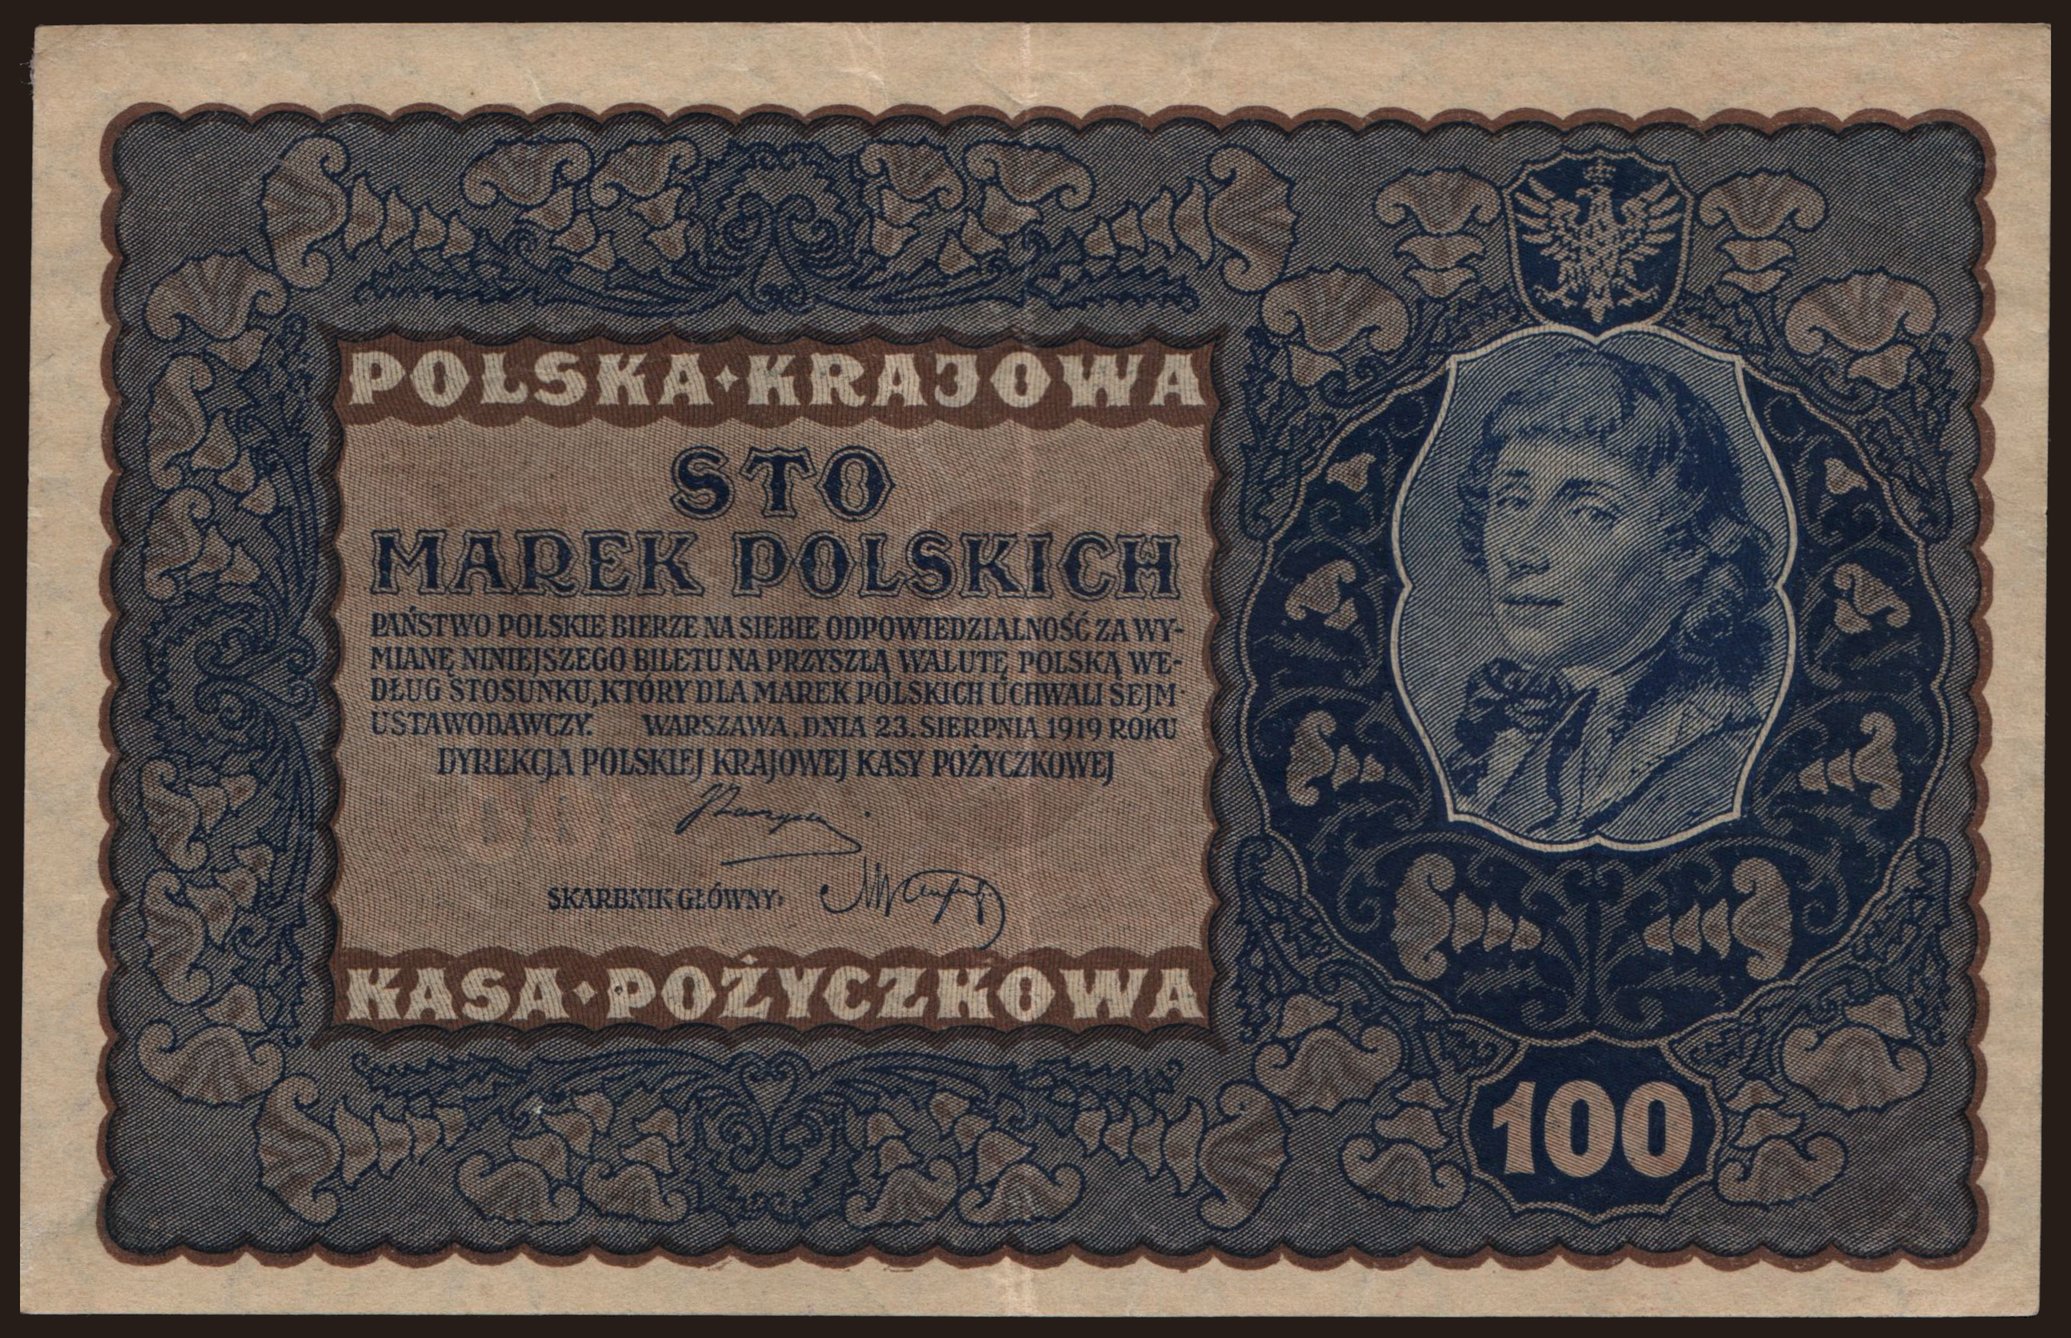 POLSKA KRAJOWA
STO
MAREK POLSKICH
PAŃSTWO POLSKIE BIERZE NA SIEBIE ODPOWIEDZIALNOŚĆ ZA WY-
MIANĘ NINIEJSZEGO BILETU NA PRZYSZŁĄ WALUTĘ POLSKĄ WE-
DŁUG STOSUNKU, KTÓRY DLA MAREK POLSKICH UCHWALI SEJM
USTAWODAWCZY. WARSZAWA, DNIA 23. SIERPNIA 1919 ROKU
DYREKCJA POLSKIEJ KRAJOWEJ KASY POŻYCZKOWEJ
SKARBNIK GŁÓWNY:
KASA POŻYCZKOWA
100